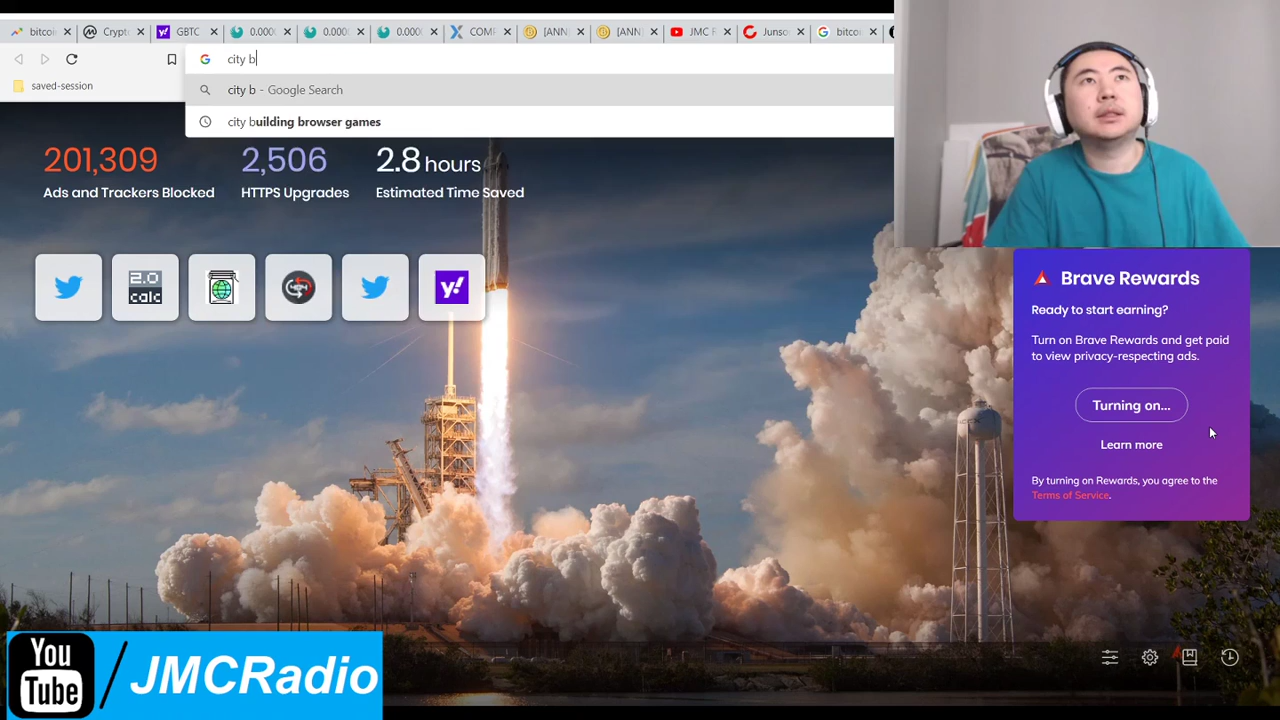 bitcoi
Crypt
GBTC
0.000
0.000
0.000
COMF
[ANN
[ANN
JMC F
Junso
bitcoi
city b
saved-session
city b - Google Search
city building browser games
201,309
2,506
2.8 hours
Ads and Trackers Blocked
HTTPS Upgrades
Estimated Time Saved
2.0
calc
y!
Brave Rewards
Ready to start earning?
Turn on Brave Rewards and get paid
to view privacy-respecting ads.
Turning on...
Learn more
By turning on Rewards, you agree to the
Terms of Service.
You
Tube
/JMCRadio